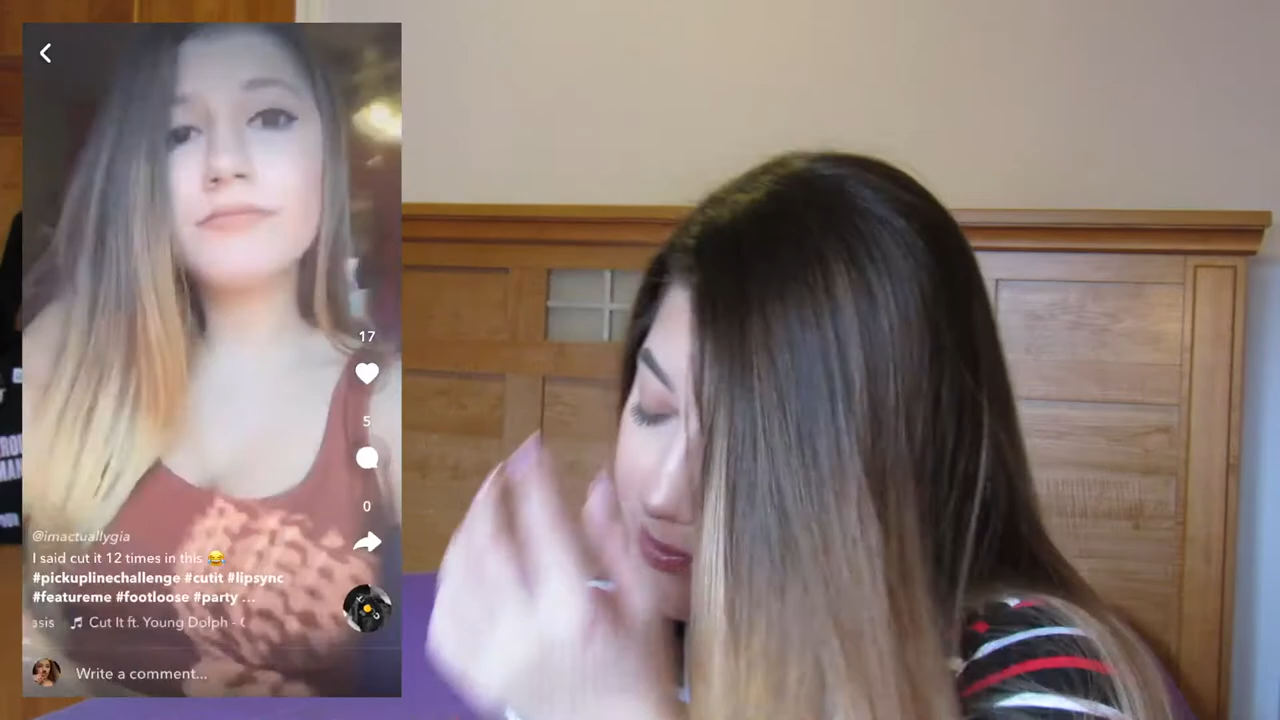 17
5
0
@imactuallygia
I said cut it 12 times in this 😂
#pickuplinechallenge #cutit #lipsync
#featureme #footloose #party ...
Cut It ft. Young Dolph -
Write a comment...